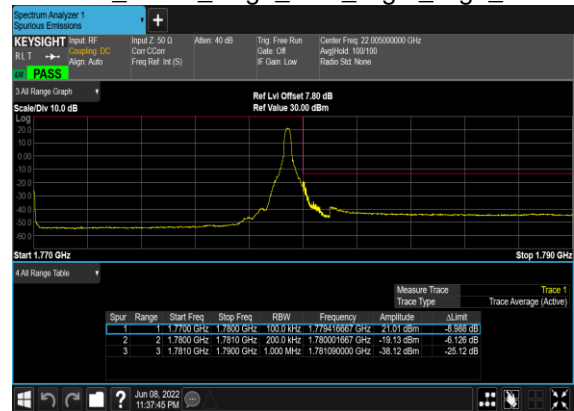 Spectrum Analyzer 1
Spurious Emissions
+
KEYSIGHT Input: RF Input Z: 50 Ω Atten: 40 dB Trig: Free Run Center Freq: 22.005000000 GHz
RLT Coupling: DC Corr CCorr Gate: Off Avg|Hold: 100/100
Align: Auto Freq Ref: Int (S) IF Gain: Low Radio Std: None
PASS
3 All Range Graph
Ref Lvl Offset 7.80 dB
Scale/Div 10.0 dB Ref Value 30.00 dBm
Log
20.0
10.0
0.00
-10.0
-20.0
-30.0
-40.0
-50.0
-60.0
Start 1.770 GHz Stop 1.790 GHz
4 All Range Table
Measure Trace Trace 1
Trace Type Trace Average (Active)
Spur Range Start Freq Stop Freq RBW Frequency Amplitude ΔLimit
1 1 1.7700 GHz 1.7800 GHz 100.0 kHz 1.779416667 GHz 21.01 dBm -8.988 dB
2 2 1.7800 GHz 1.7810 GHz 200.0 kHz 1.780001667 GHz -19.13 dBm -6.126 dB
3 3 1.7810 GHz 1.7900 GHz 1.000 MHz 1.781090000 GHz -38.12 dBm -25.12 dB
? Jun 08, 2022
11:37:45 PM